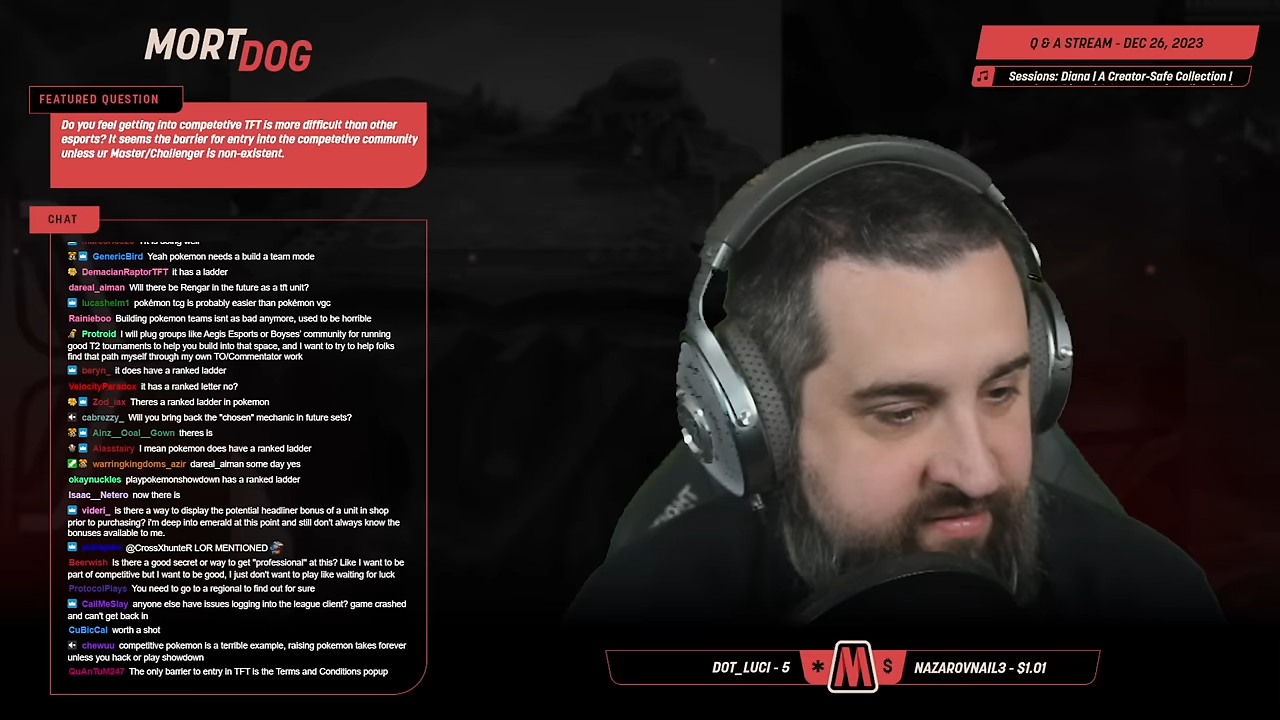 MORTDOG
Q & A STREAM - DEC 26, 2023
Sessions: Diana | A Creator-Safe Collection |
FEATURED QUESTION
Do you feel getting into competetive TFT is more difficult than other
esports? It seems the barrier for entry into the competetive community
unless ur Master/Challenger is non-existent.
CHAT
GenericBird Yeah pokemon needs a build a team mode
DemacianRaptorTFT it has a ladder
dareal_aiman Will there be Rengar in the future as a tft unit?
lucashelm1 pokémon tcg is probably easier than pokémon vgc
Rainieboo Building pokemon teams isnt as bad anymore, used to be horrible
Protroid I will plug groups like Aegis Esports or Boyses' community for running
good T2 tournaments to help you build into that space, and I want to try to help folks
find that path myself through my own TO/Commentator work
beryn_ it does have a ranked ladder
VelocityParadox it has a ranked letter no?
Zod_iax Theres a ranked ladder in pokemon
cabrezzy_ Will you bring back the "chosen" mechanic in future sets?
Ainz__Ooal__Gown theres is
Alasstairy I mean pokemon does have a ranked ladder
warringkingdoms_azir dareal_aiman some day yes
okaynuckles playpokemonshowdown has a ranked ladder
Isaac__Netero now there is
videri_ is there a way to display the potential headliner bonus of a unit in shop
prior to purchasing? i'm deep into emerald at this point and still don't always know the
bonuses available to me.
@CrossXhunteR LOR MENTIONED
Beerwish Is there a good secret or way to get "professional" at this? Like I want to be
part of competitive but I want to be good, I just don't want to play like waiting for luck
ProtocolPlays You need to go to a regional to find out for sure
CallMeSlay anyone else have issues logging into the league client? game crashed
and can't get back in
CuBicCal worth a shot
chewuu competitive pokemon is a terrible example, raising pokemon takes forever
unless you hack or play showdown
QuAnTuM247 The only barrier to entry in TFT is the Terms and Conditions popup
DOT_LUCI - 5 * M $ NAZAROVNAIL3 - $1.01